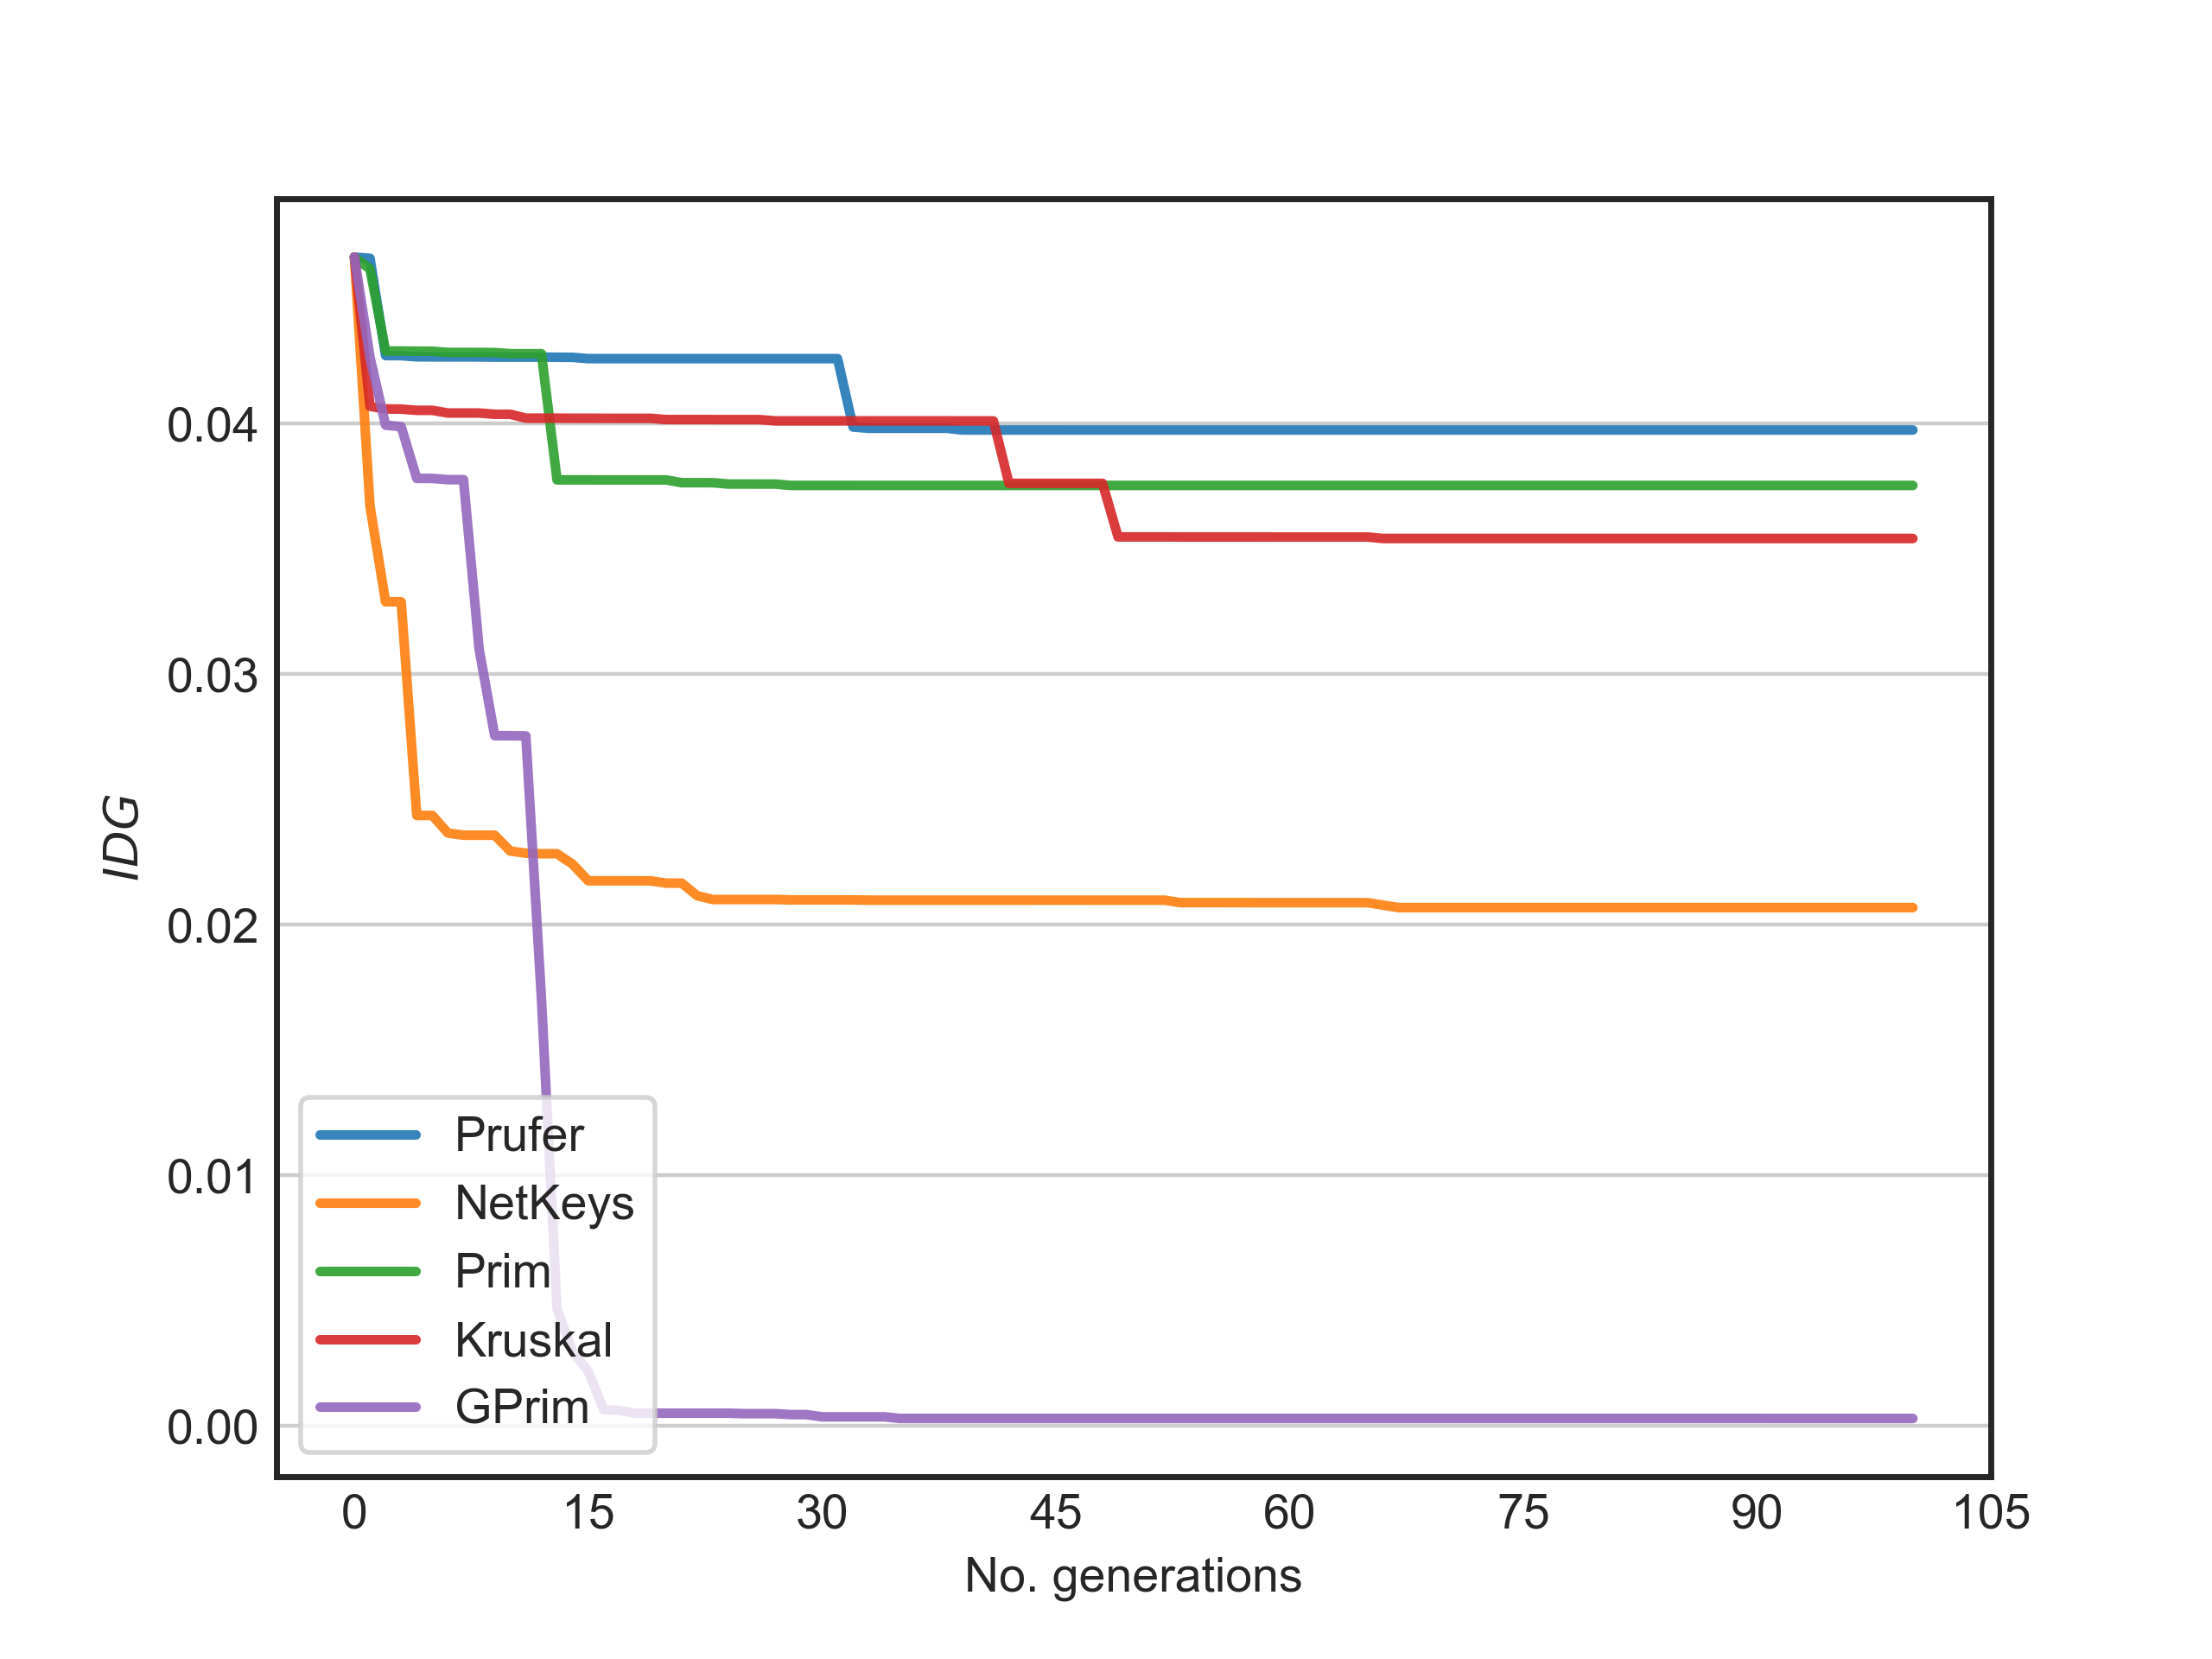 0.04
0.03
0.02
0.01
0.00
IDG
Prufer
NetKeys
Prim
Kruskal
GPrim
0 15 30 45 60 75 90 105
No. generations